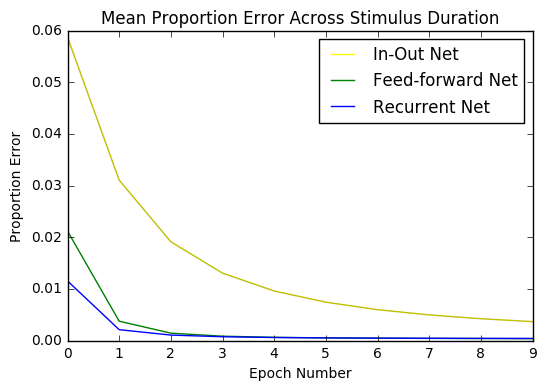 Mean Proportion Error Across Stimulus Duration
0.06
0.05
0.04
0.03
0.02
0.01
0.00
Proportion Error
In-Out Net
Feed-forward Net
Recurrent Net
0 1 2 3 4 5 6 7 8 9
Epoch Number